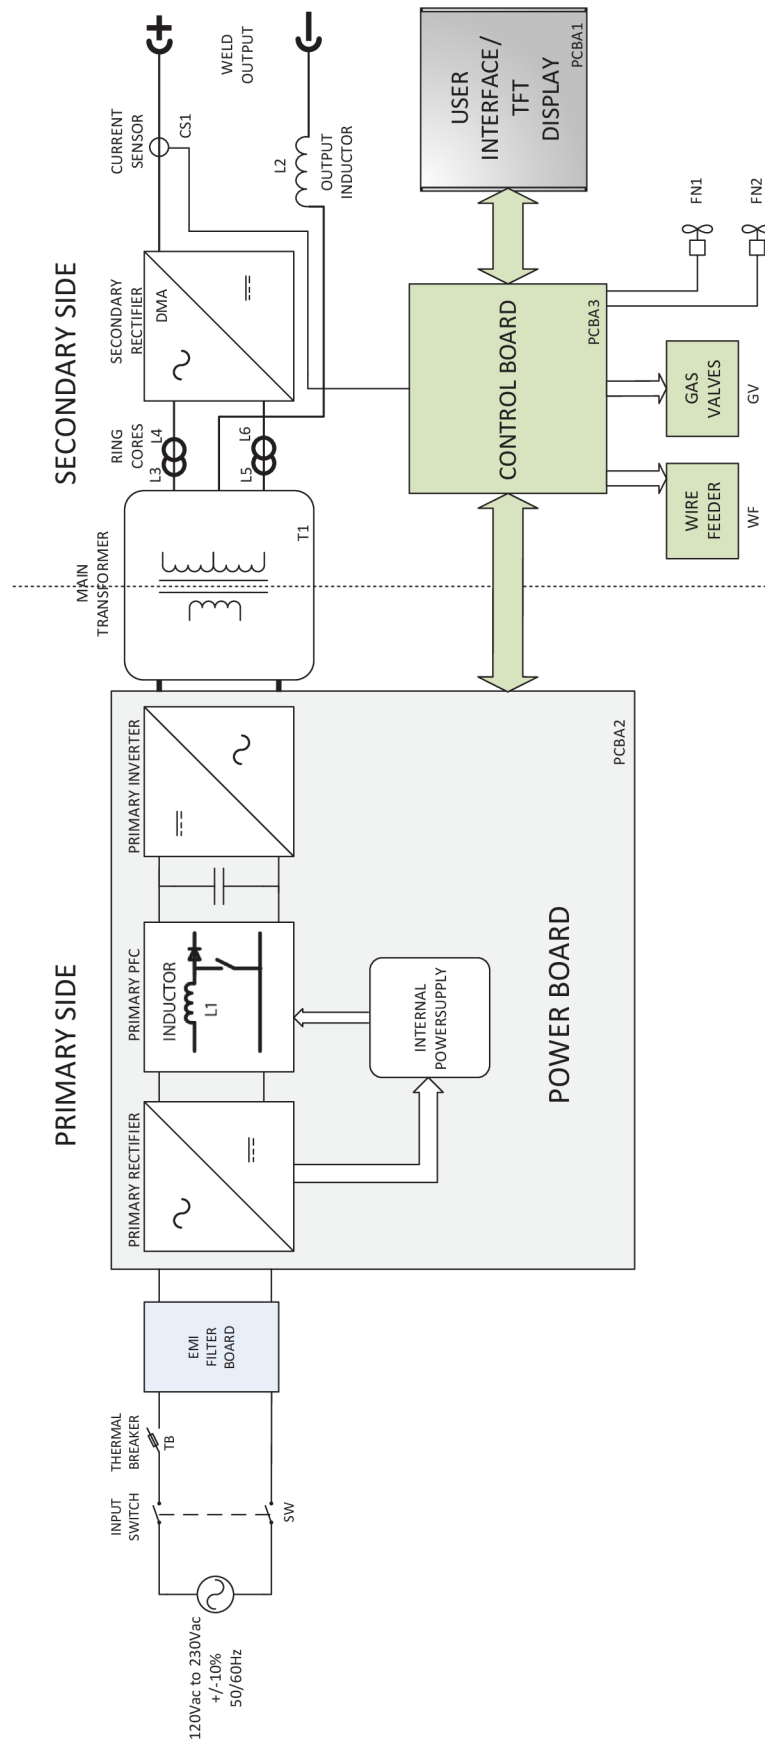 PRIMARY SIDE
SECONDARY SIDE
120Vac to 230Vac
+/-10%
50/60Hz
INPUT
SWITCH
SW
THERMAL
BREAKER
TB
EMI
FILTER
BOARD
PRIMARY RECTIFIER
PRIMARY PFC
INDUCTOR
L1
PRIMARY INVERTER
INTERNAL
POWERSUPPLY
POWER BOARD
PCBA2
MAIN
TRANSFORMER
T1
RING
CORES
L3
L4
L5
L6
SECONDARY
RECTIFIER
DMA
CURRENT
SENSOR
CS1
+
WELD
OUTPUT
–
L2
OUTPUT
INDUCTOR
CONTROL BOARD
PCBA3
USER
INTERFACE/
TFT
DISPLAY
PCBA1
WIRE
FEEDER
WF
GAS
VALVES
GV
FN1
FN2